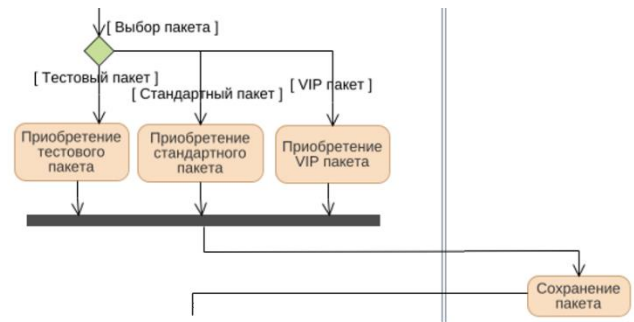 [ Выбор пакета ]
[ Тестовый пакет ]
[ Стандартный пакет ]
[ VIP пакет ]
Приобретение
тестового
пакета
Приобретение
стандартного
пакета
Приобретение
VIP пакета
Сохранение
пакета